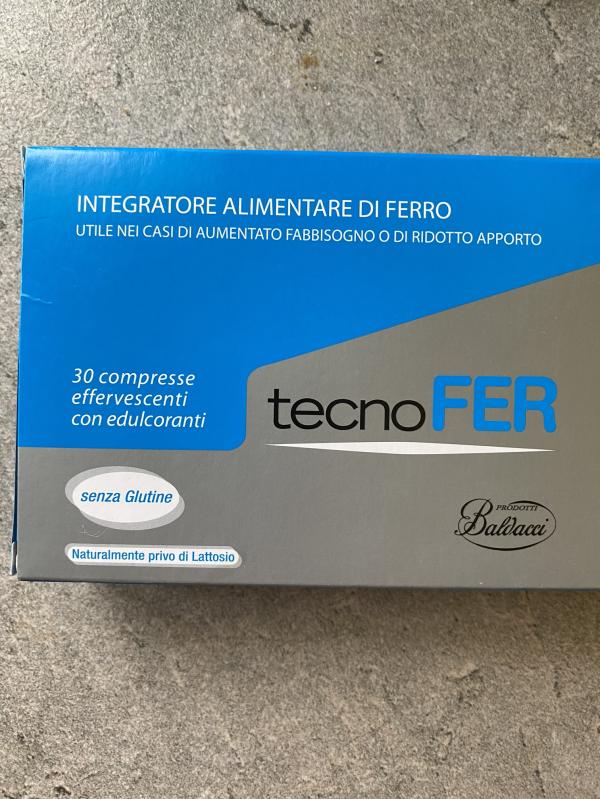 INTEGRATORE ALIMENTARE DI FERRO
UTILE NEI CASI DI AUMENTATO FABBISOGNO O DI RIDOTTO APPORTO
30 compresse
effervescenti
con edulcoranti
tecnoFER
senza Glutine
PRODOTTI
Baldacci
Naturalmente privo di Lattosio